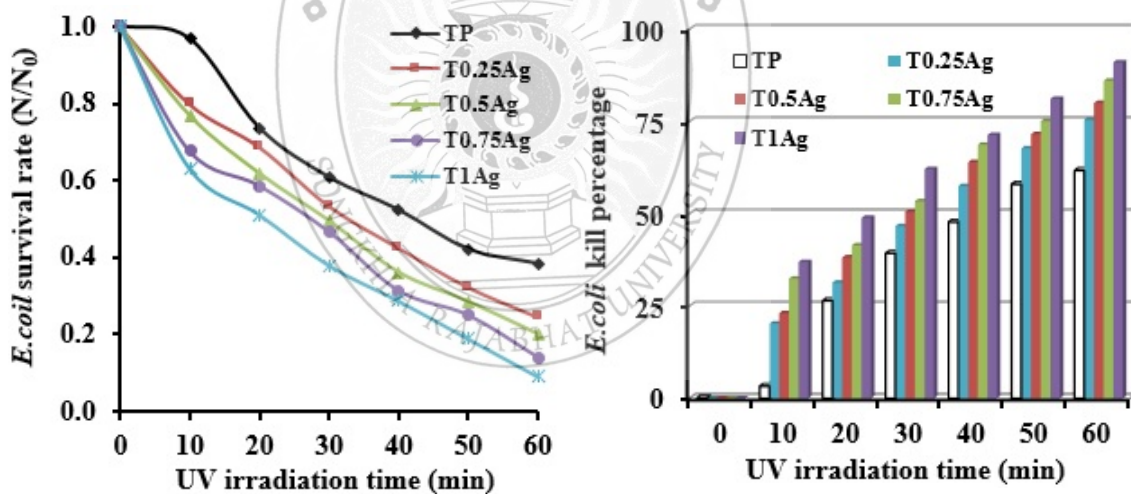 E.coil survival rate (N/N0)
1.0
0.8
0.6
0.4
0.2
0.0
0 10 20 30 40 50 60
UV irradiation time (min)
TP
T0.25Ag
T0.5Ag
T0.75Ag
T1Ag
E.coli kill percentage
100
75
50
25
0
TP T0.25Ag
T0.5Ag T0.75Ag
T1Ag
0 10 20 30 40 50 60
UV irradiation time (min)
RAJABHAT UNIVERSITY